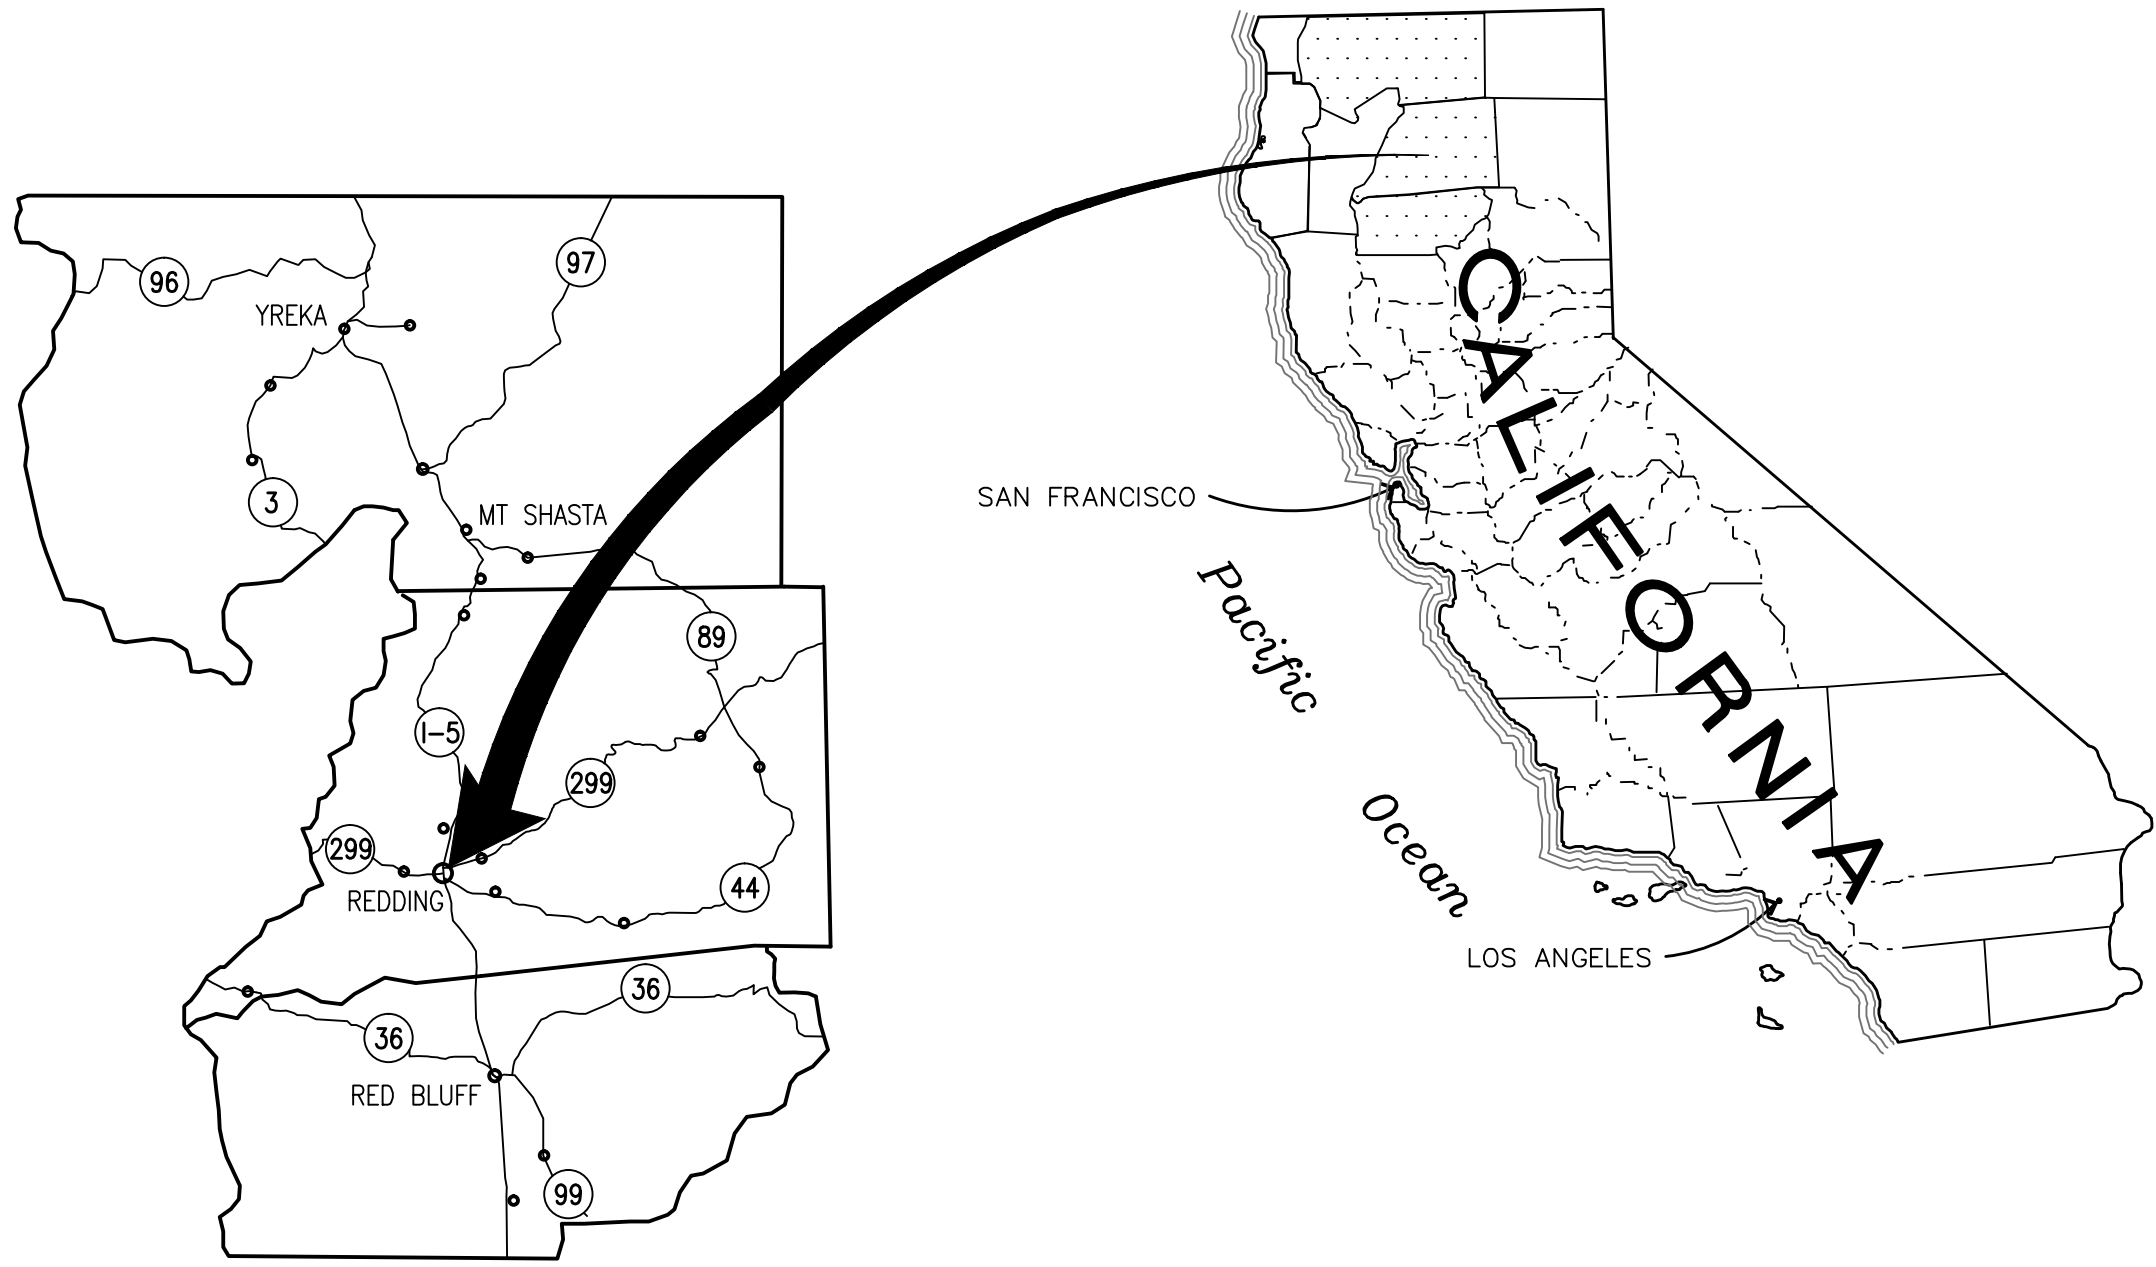 96
97
YREKA
3
MT SHASTA
89
I-5
299
299
REDDING
44
36
36
RED BLUFF
99
CALIFORNIA
SAN FRANCISCO
Pacific
Ocean
LOS ANGELES